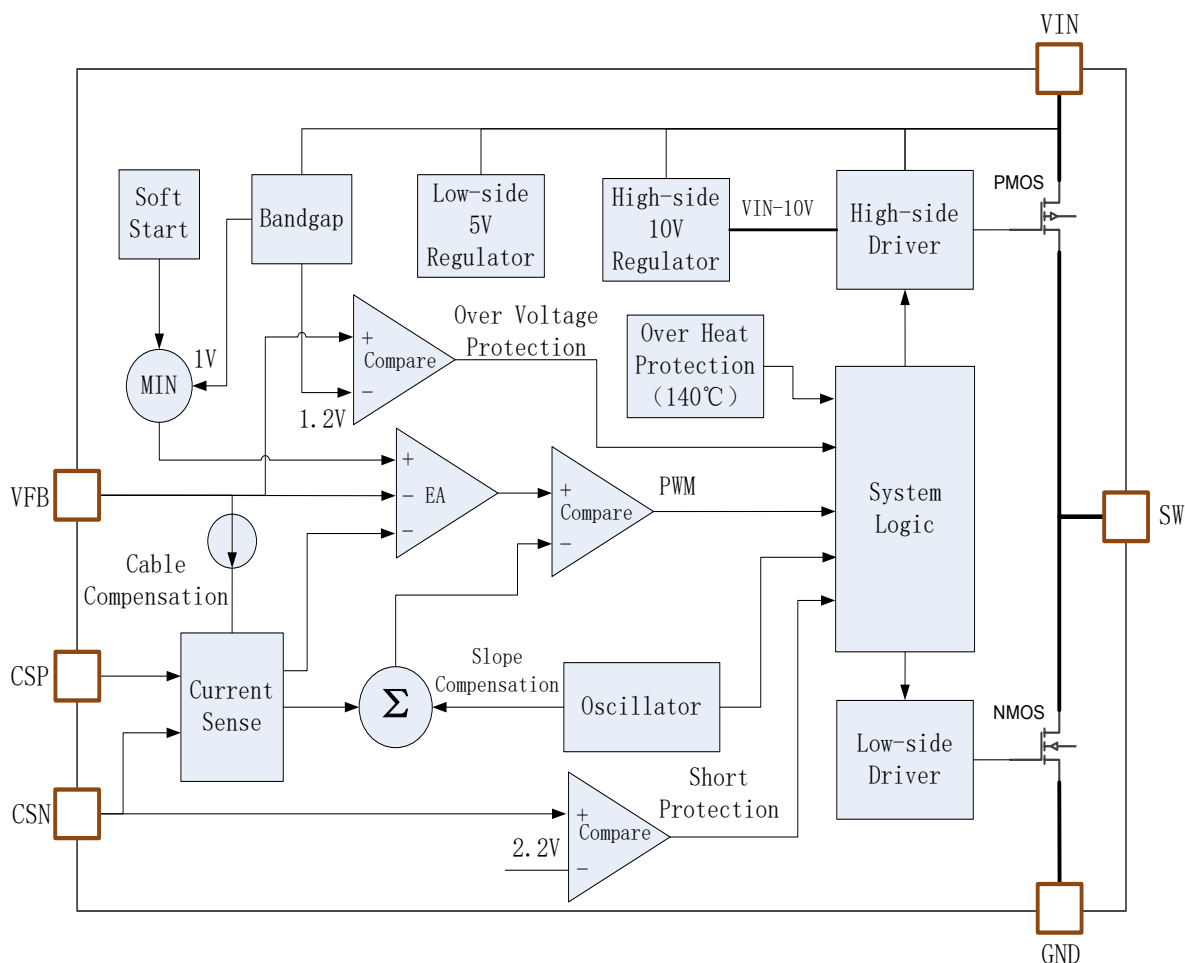 VIN
Soft
Start
Bandgap
Low-side
5V
Regulator
High-side
10V
Regulator
VIN-10V
High-side
Driver
PMOS
MIN
1V
+
Compare
−
1.2V
Over Voltage
Protection
Over Heat
Protection
（140℃）
VFB
+
− EA
−
+
Compare
−
PWM
System
Logic
SW
Cable
Compensation
CSP
Current
Sense
Σ
Slope
Compensation
Oscillator
NMOS
Low-side
Driver
CSN
+
Compare
−
2.2V
Short
Protection
GND